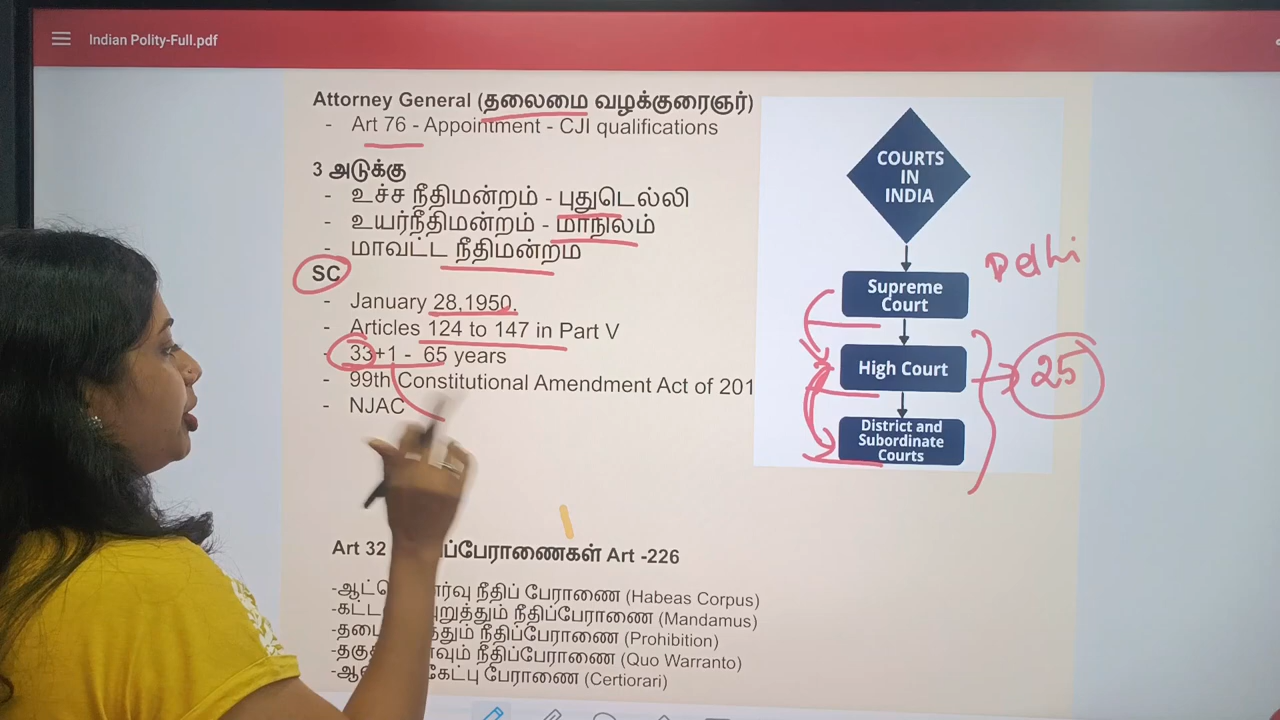 Indian Polity-Full.pdf
Attorney General (தலைமை வழக்குரைஞர்)
- Art 76 - Appointment - CJI qualifications
3 அடுக்கு
- உச்ச நீதிமன்றம் - புதுடெல்லி
- உயர்நீதிமன்றம் - மாநிலம்
- மாவட்ட நீதிமன்றம்
SC
- January 28,1950.
- Articles 124 to 147 in Part V
- 33+1 - 65 years
- 99th Constitutional Amendment Act of 201
- NJAC
COURTS
IN
INDIA
Delhi
Supreme
Court
High Court
25
District and
Subordinate
Courts
Art 32 Art -226
நீதிப் பேராணை (Habeas Corpus)
நீதிப்பேராணை (Mandamus)
நீதிப்பேராணை (Prohibition)
நீதிப்பேராணை (Quo Warranto)
பேராணை (Certiorari)